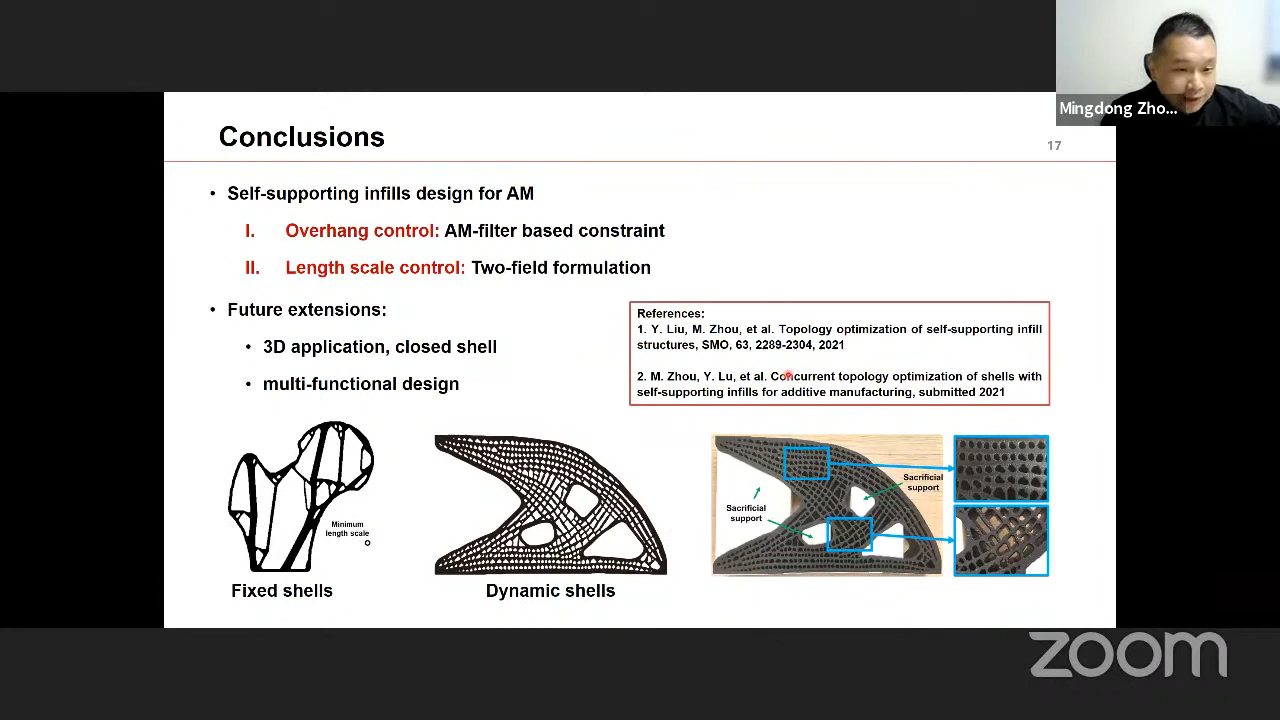 Mingdong Zho...
Conclusions
17
• Self-supporting infills design for AM
I. Overhang control: AM-filter based constraint
II. Length scale control: Two-field formulation
• Future extensions:
• 3D application, closed shell
• multi-functional design
References:
1. Y. Liu, M. Zhou, et al. Topology optimization of self-supporting infill
structures, SMO, 63, 2289-2304, 2021
2. M. Zhou, Y. Lu, et al. Concurrent topology optimization of shells with
self-supporting infills for additive manufacturing, submitted 2021
Minimum
length scale
Fixed shells
Dynamic shells
Sacrificial
support
Sacrificial
support
zoom